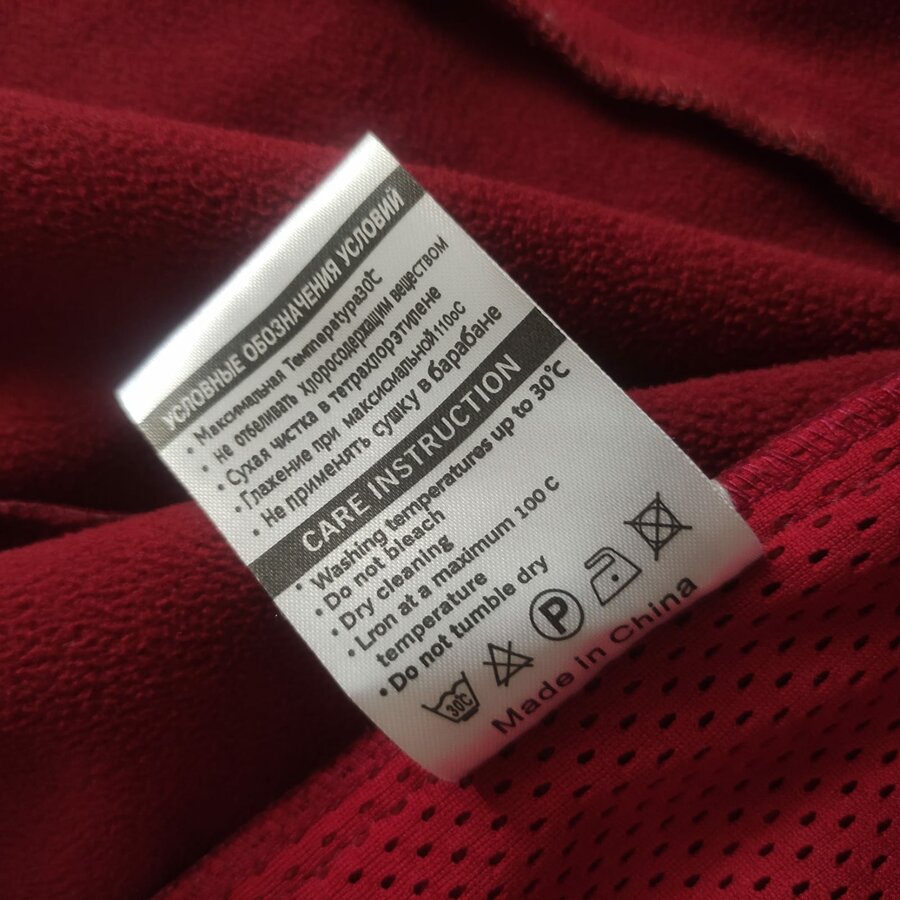 УСЛОВНЫЕ ОБОЗНАЧЕНИЯ УСЛОВИЙ
• Максимальная Температура30℃
• не отбеливать хлоросодержащим веществом
• Сухая чистка в тетрахлорэтилене
• Глажение при максисмальной110oC
• Не применять сушку в барабане
CARE INSTRUCTION
• Washing temperatures up to 30℃
• Do not bleach
• Dry cleaning
• Lron at a maximum 100 C
temperature
• Do not tumble dry
30℃ P
Made In China